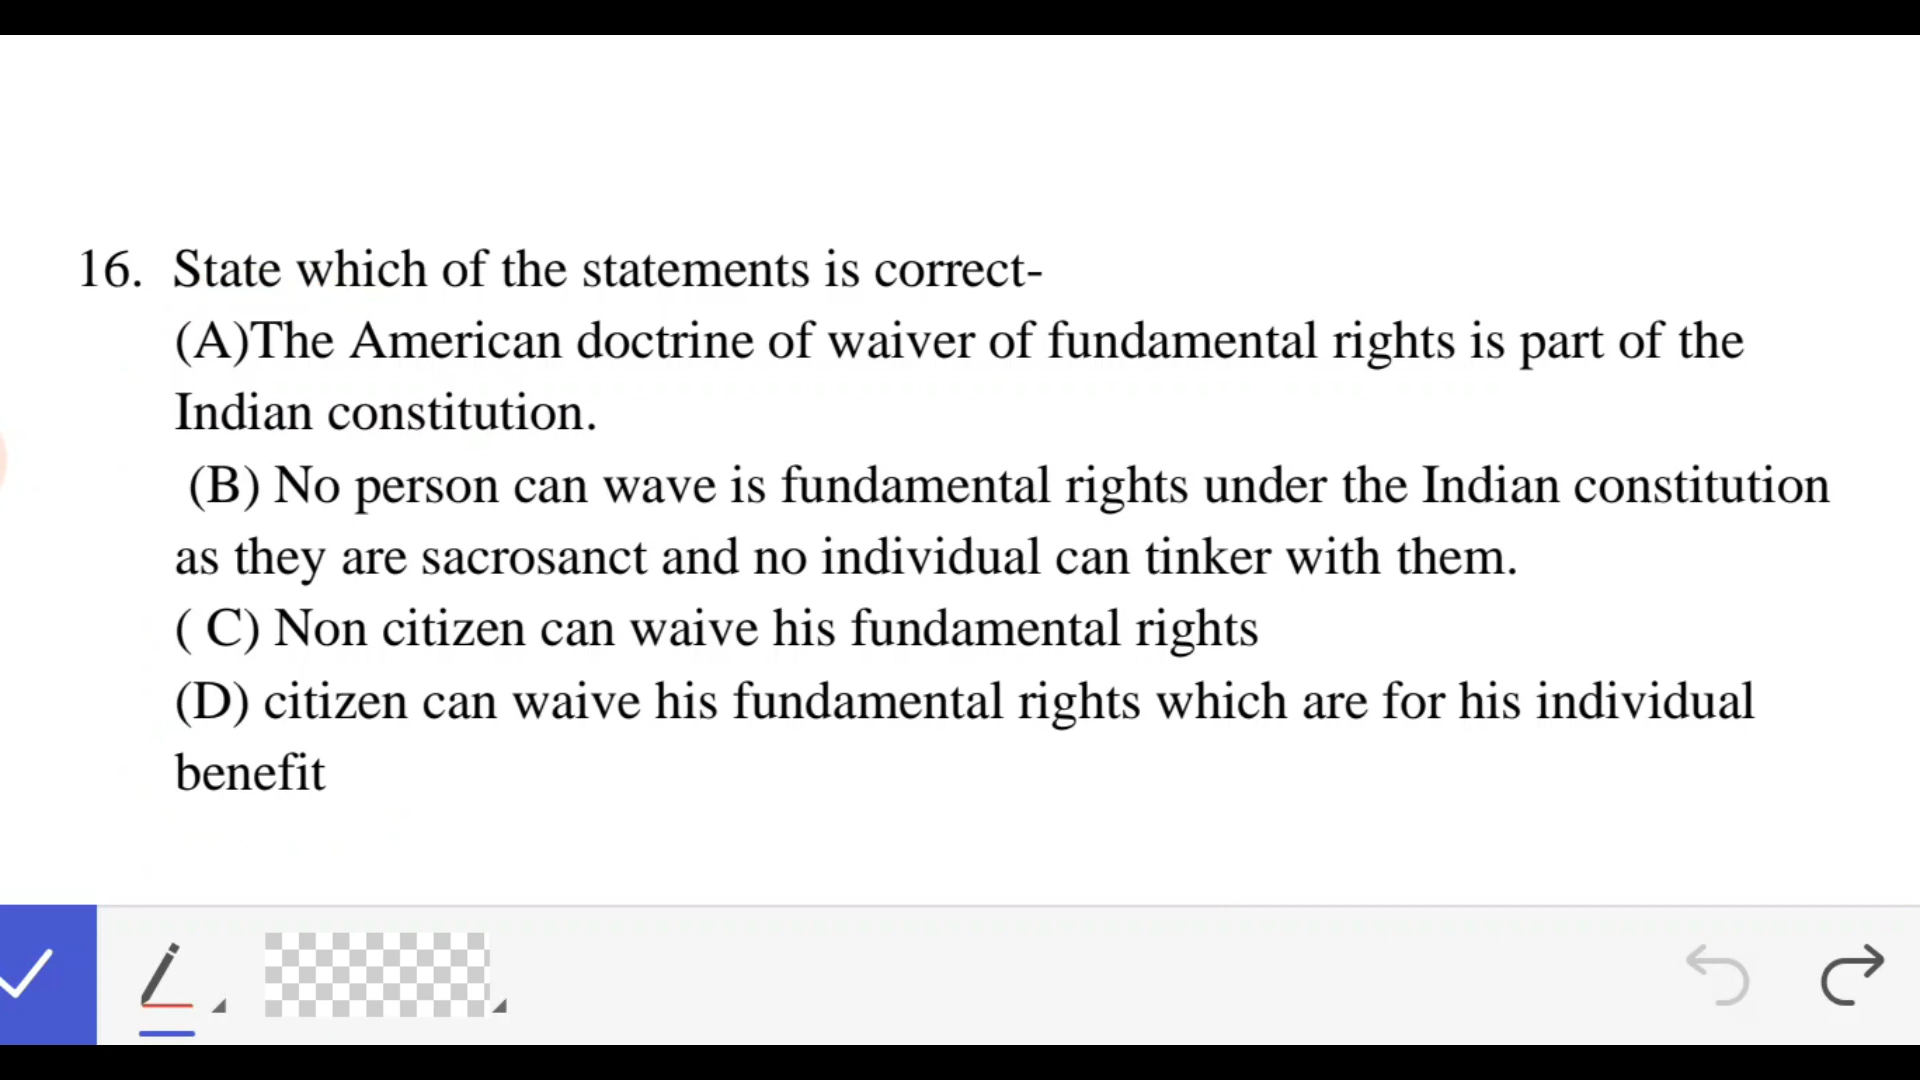 16. State which of the statements is correct-
(A)The American doctrine of waiver of fundamental rights is part of the
Indian constitution.
(B) No person can wave is fundamental rights under the Indian constitution
as they are sacrosanct and no individual can tinker with them.
( C) Non citizen can waive his fundamental rights
(D) citizen can waive his fundamental rights which are for his individual
benefit